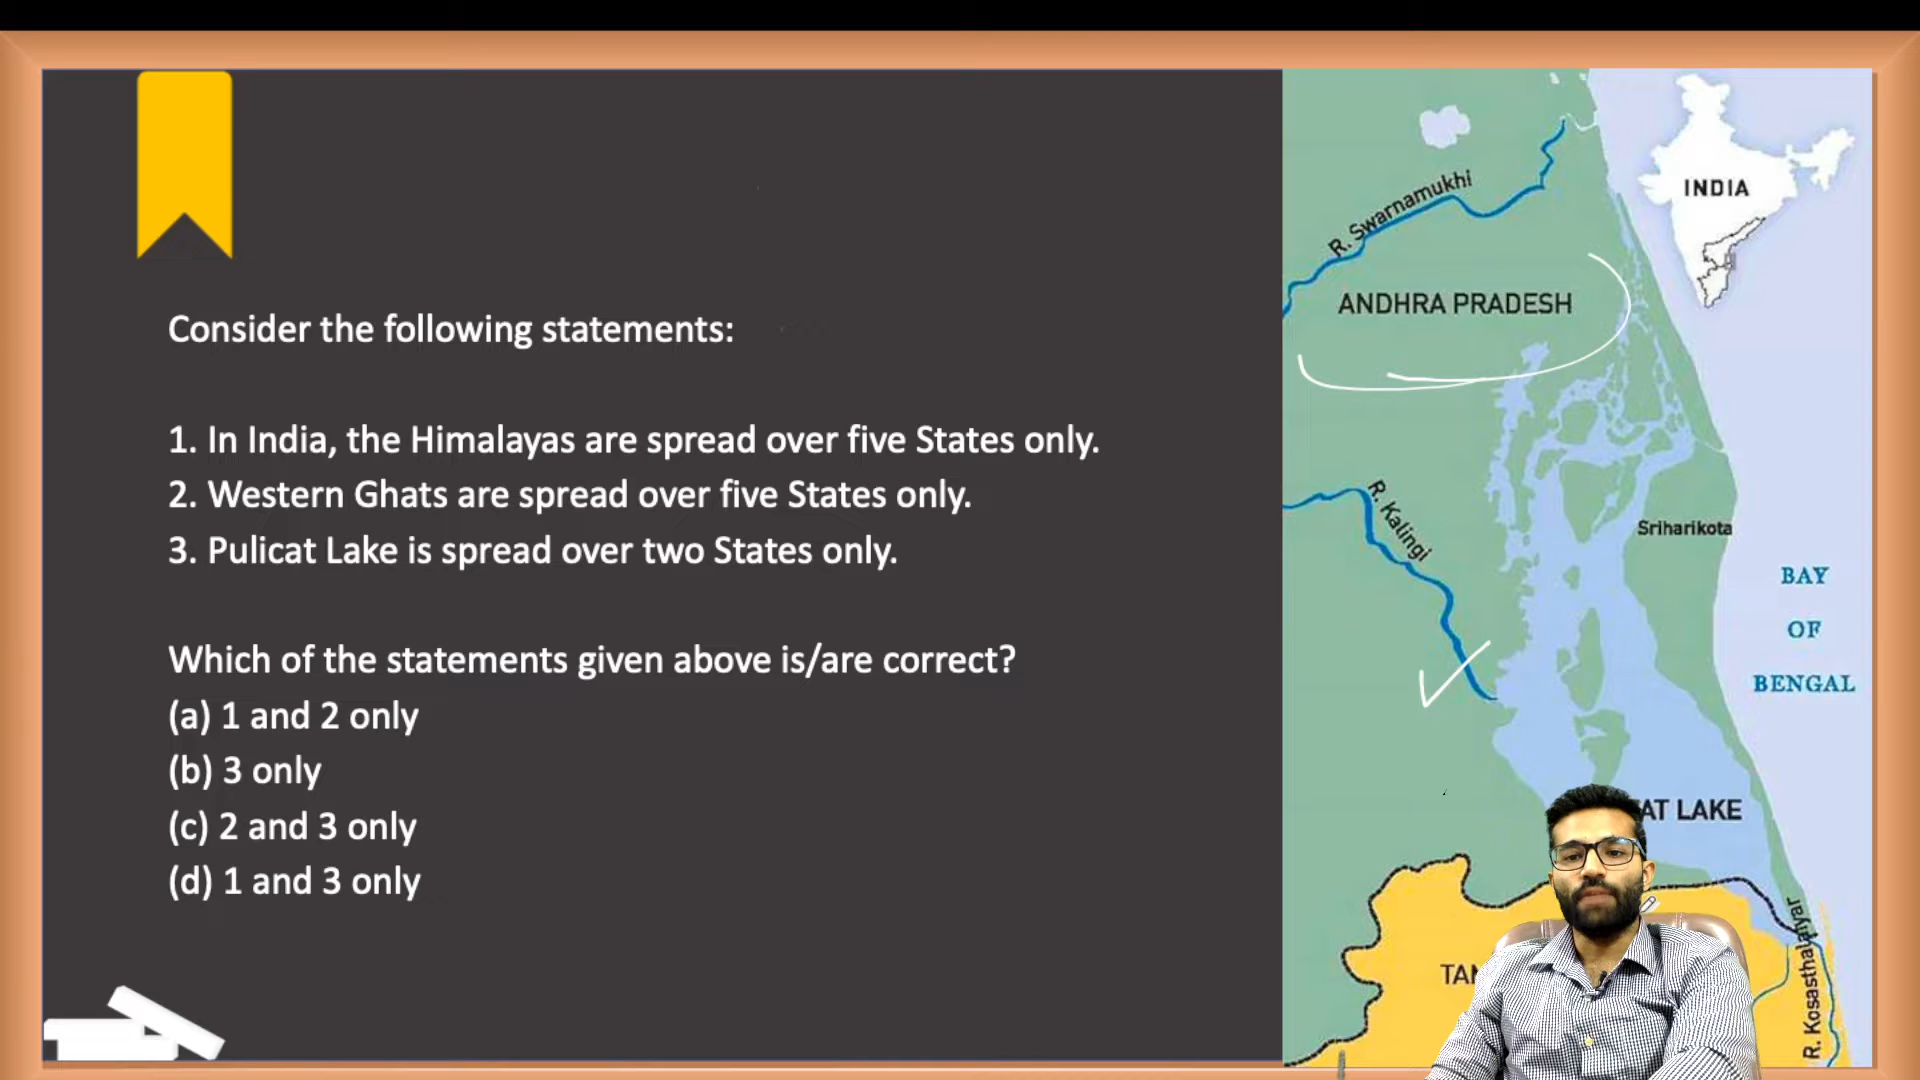 Consider the following statements:
1. In India, the Himalayas are spread over five States only.
2. Western Ghats are spread over five States only.
3. Pulicat Lake is spread over two States only.
Which of the statements given above is/are correct?
(a) 1 and 2 only
(b) 3 only
(c) 2 and 3 only
(d) 1 and 3 only
INDIA
R. Swarnamukhi
ANDHRA PRADESH
R. Kalingi
Sriharikota
BAY
OF
BENGAL
AT LAKE
TAN